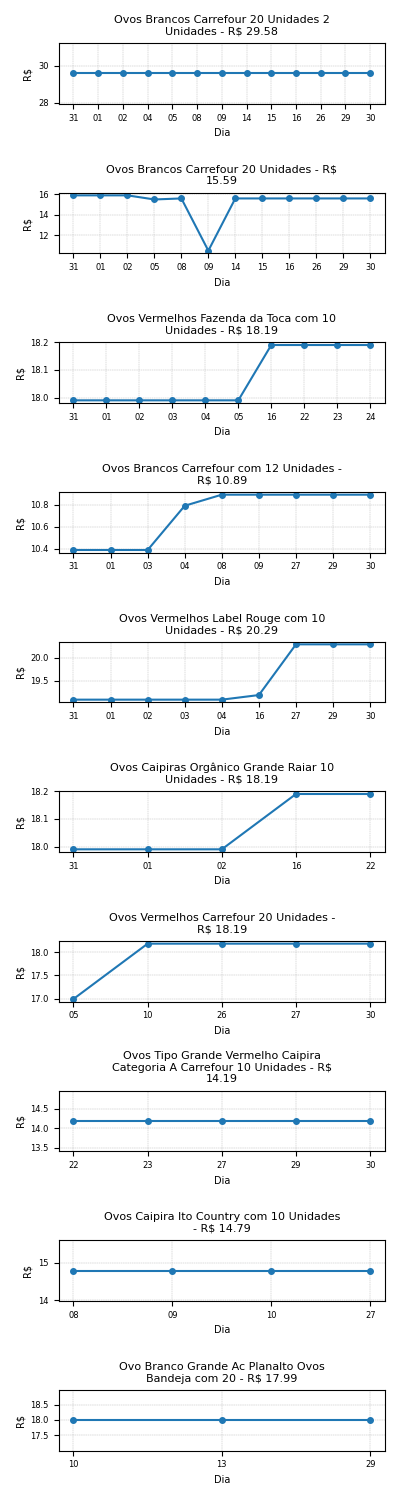 Ovos Brancos Carrefour 20 Unidades 2
Unidades - R$ 29.58
R$
30
28
31 01 02 04 05 08 09 14 15 16 26 29 30
Dia
Ovos Brancos Carrefour 20 Unidades - R$
15.59
R$
16
14
12
31 01 02 05 08 09 14 15 16 26 29 30
Dia
Ovos Vermelhos Fazenda da Toca com 10
Unidades - R$ 18.19
R$
18.2
18.1
18.0
31 01 02 03 04 05 16 22 23 24
Dia
Ovos Brancos Carrefour com 12 Unidades -
R$ 10.89
R$
10.8
10.6
10.4
31 01 03 04 08 09 27 29 30
Dia
Ovos Vermelhos Label Rouge com 10
Unidades - R$ 20.29
R$
20.0
19.5
31 01 02 03 04 16 27 29 30
Dia
Ovos Caipiras Orgânico Grande Raiar 10
Unidades - R$ 18.19
R$
18.2
18.1
18.0
31 01 02 16 22
Dia
Ovos Vermelhos Carrefour 20 Unidades -
R$ 18.19
R$
18.0
17.5
17.0
05 10 26 27 30
Dia
Ovos Tipo Grande Vermelho Caipira
Categoria A Carrefour 10 Unidades - R$
14.19
R$
14.5
14.0
13.5
22 23 27 29 30
Dia
Ovos Caipira Ito Country com 10 Unidades
- R$ 14.79
R$
15
14
08 09 10 27
Dia
Ovo Branco Grande Ac Planalto Ovos
Bandeja com 20 - R$ 17.99
R$
18.5
18.0
17.5
10 13 29
Dia